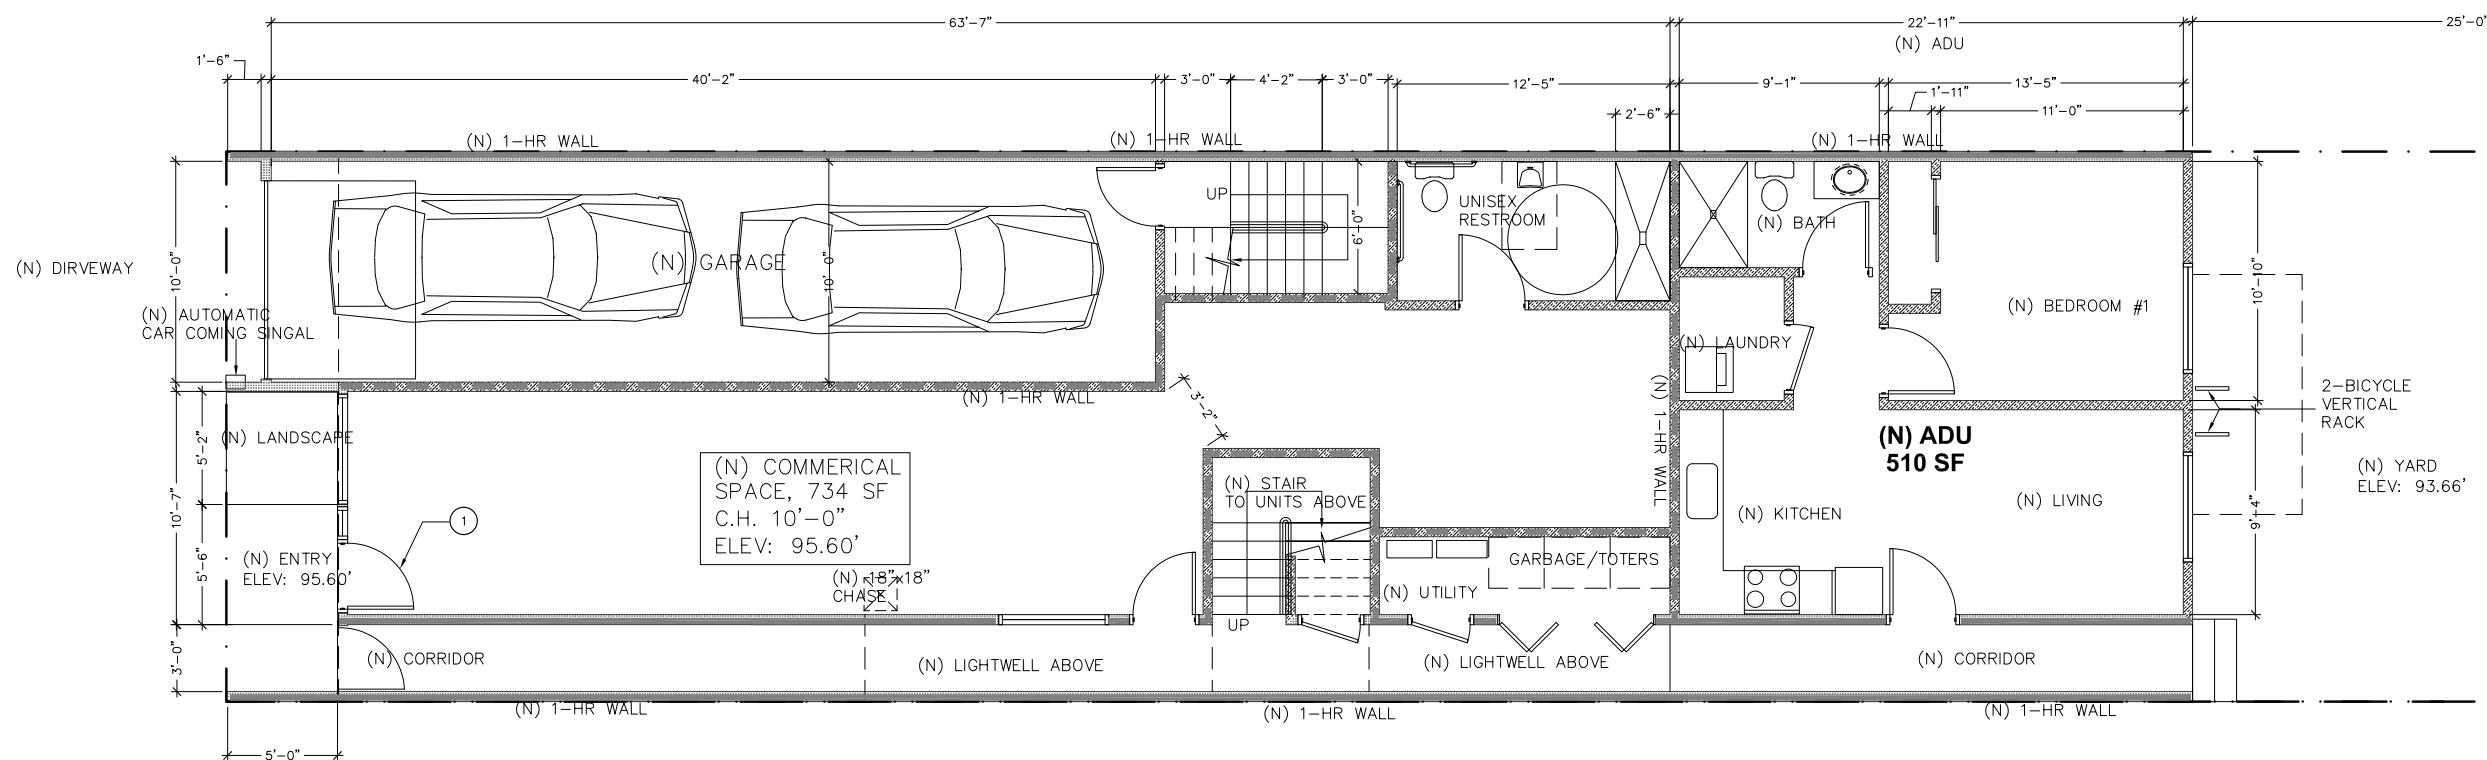 63'-7"
22'-11"
25'-0'
(N) ADU
1'-6"
40'-2"
3'-0"
4'-2"
3'-0"
12'-5"
9'-1"
13'-5"
1'-11"
2'-6"
11'-0"
(N) 1-HR WALL
(N) 1-HR WALL
(N) 1-HR WALL
UP
UNISEX
RESTROOM
(N) BATH
6'-0"
(N) DIRVEWAY
10'-0"
(N) GARAGE
10' 0"
10'-10"
(N) AUTOMATIC
CAR COMING SINGAL
(N) BEDROOM #1
(N) LAUNDRY
(N) 1-HR WALL
3'-2"
(N) 1-HR WALL
2-BICYCLE
VERTICAL
RACK
(N) LANDSCAPE
5'-2"
10'-7"
(N) ADU
510 SF
(N) COMMERICAL
SPACE, 734 SF
C.H. 10'-0"
ELEV: 95.60'
(N) STAIR
TO UNITS ABOVE
(N) YARD
ELEV: 93.66'
(N) LIVING
(N) KITCHEN
9'-4"
1
(N) ENTRY
ELEV: 95.60'
5'-6"
(N) 18"x18"
CHASE
GARBAGE/TOTERS
(N) UTILITY
UP
3'-0"
(N) CORRIDOR
(N) LIGHTWELL ABOVE
(N) LIGHTWELL ABOVE
(N) CORRIDOR
(N) 1-HR WALL
(N) 1-HR WALL
(N) 1-HR WALL
5'-0"